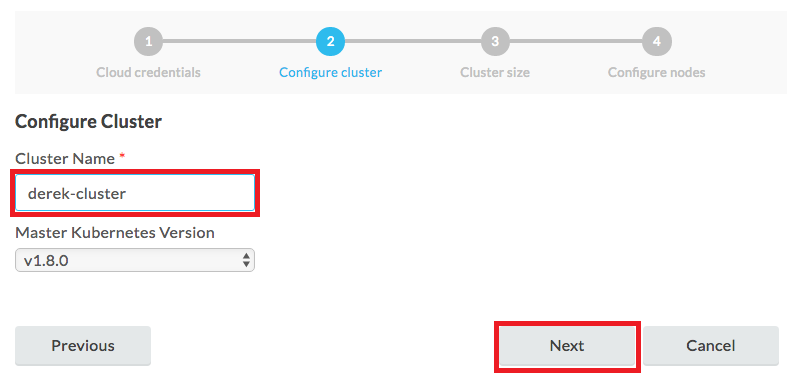 1 2 3 4
Cloud credentials Configure cluster Cluster size Configure nodes
Configure Cluster
Cluster Name *
derek-cluster
Master Kubernetes Version
v1.8.0
Previous Next Cancel